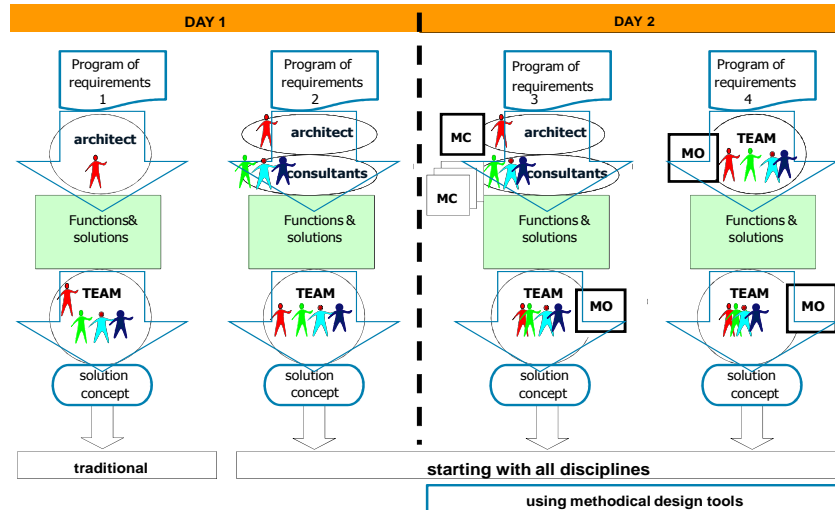 DAY 1
DAY 2
Program of
requirements
1
Program of
requirements
2
Program of
requirements
3
Program of
requirements
4
architect
architect
consultants
MC
architect
MC
consultants
MO
TEAM
Functions&
solutions
Functions &
solutions
Functions &
solutions
Functions &
solutions
TEAM
TEAM
TEAM
MO
TEAM
MO
solution
concept
solution
concept
solution
concept
solution
concept
traditional
starting with all disciplines
using methodical design tools